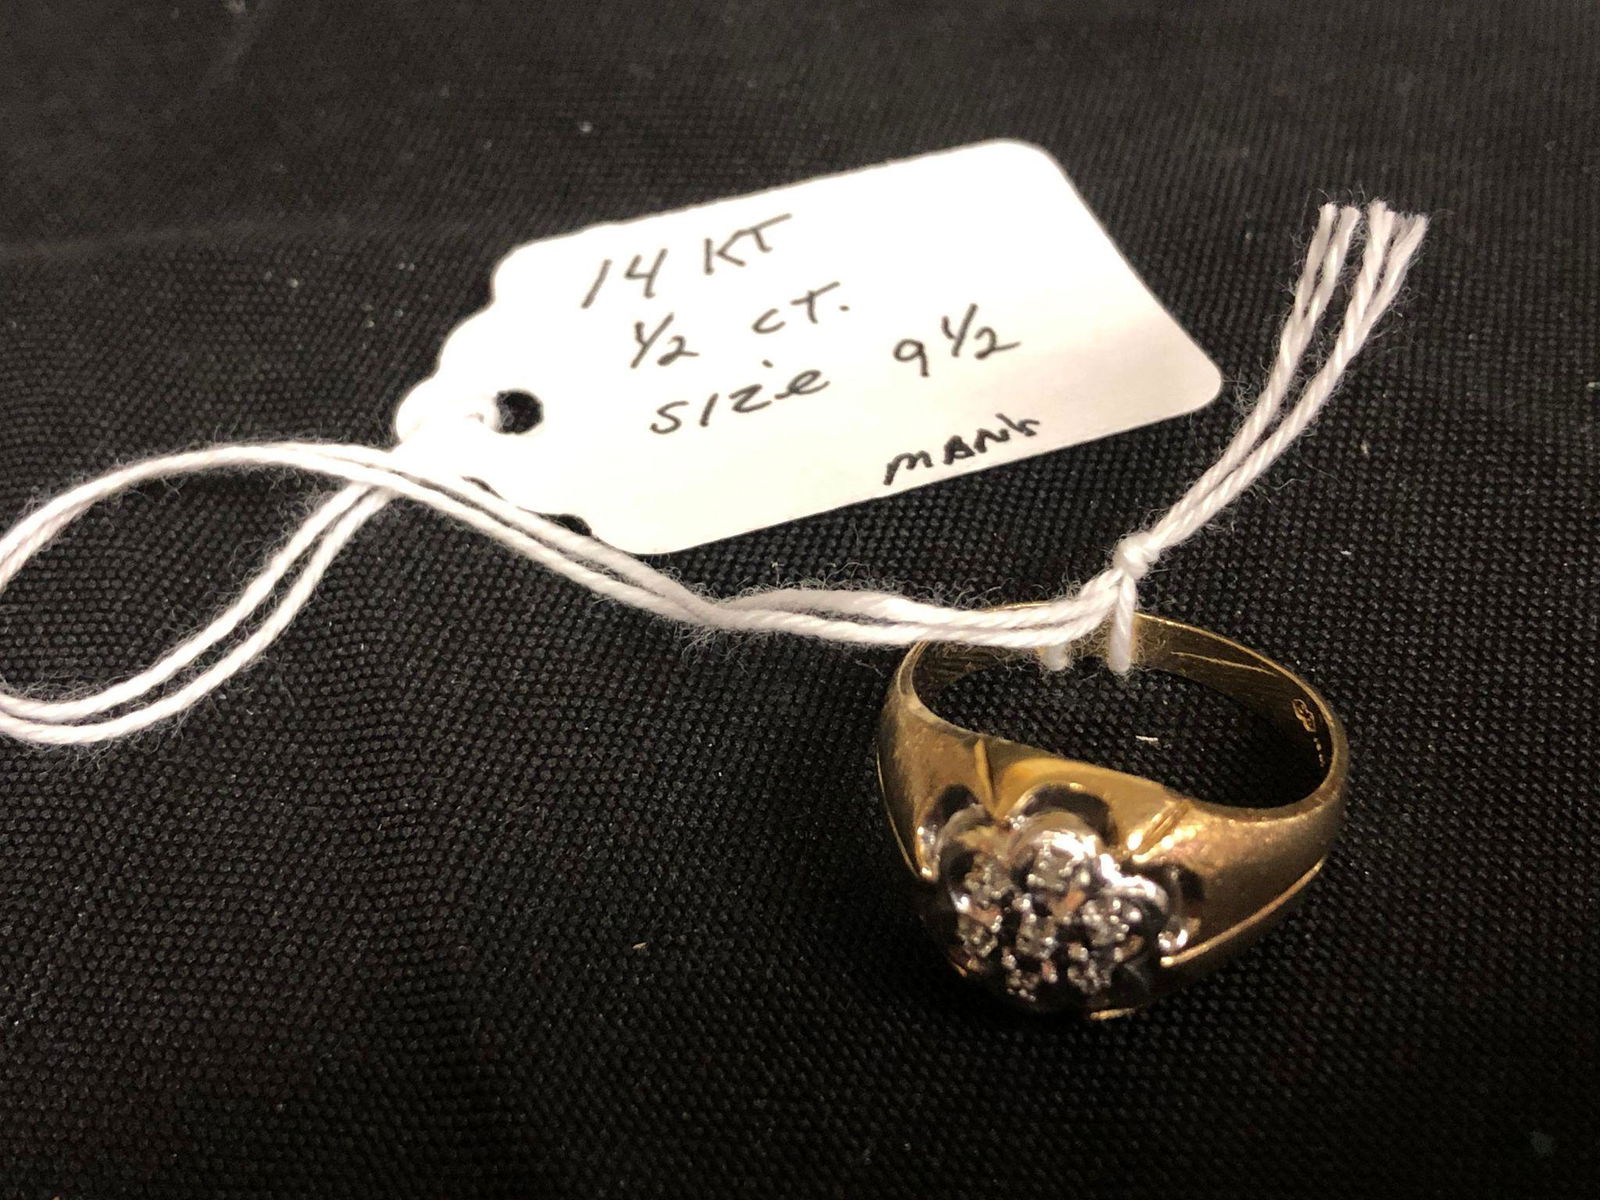 14 KT
1/2 CT.
SIZE 9 1/2
MANS